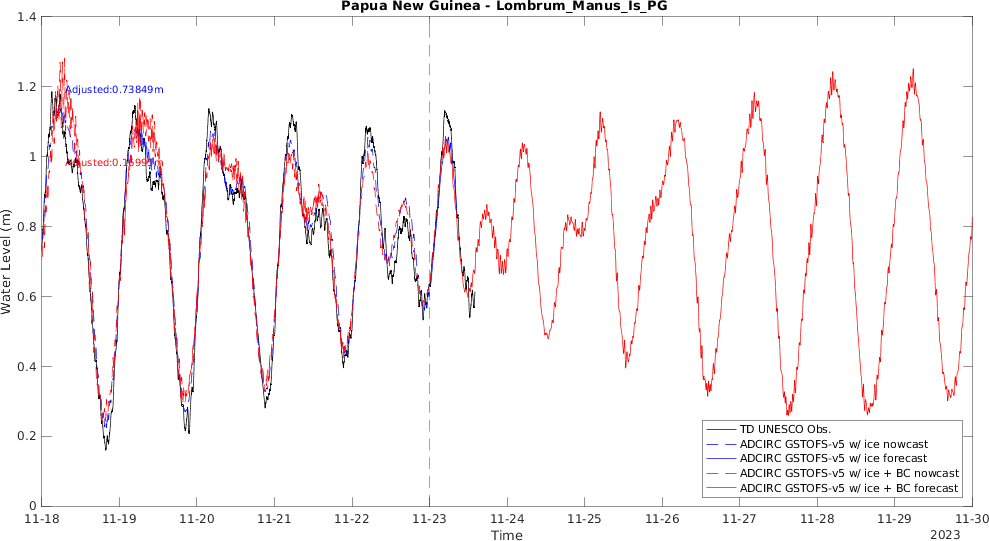 Papua New Guinea - Lombrum_Manus_Is_PG
1.4
1.2
1
0.8
0.6
0.4
0.2
0
Water Level (m)
Adjusted:0.73849m
TD UNESCO Obs.
ADCIRC GSTOFS-v5 w/ ice nowcast
ADCIRC GSTOFS-v5 w/ ice forecast
ADCIRC GSTOFS-v5 w/ ice + BC nowcast
ADCIRC GSTOFS-v5 w/ ice + BC forecast
11-18 11-19 11-20 11-21 11-22 11-23 11-24 11-25 11-26 11-27 11-28 11-29 11-30
Time
2023